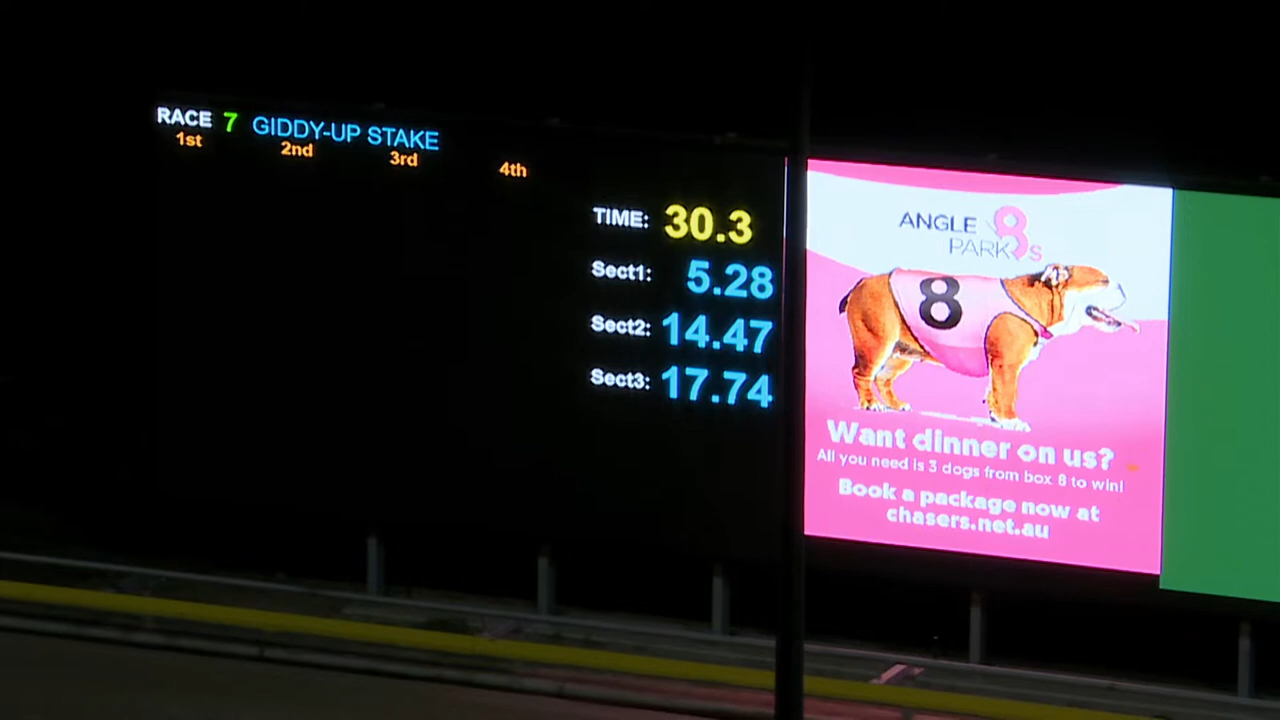 RACE 7 GIDDY-UP STAKE
1st 2nd 3rd 4th
TIME: 30.3
Sect1: 5.28
Sect2: 14.47
Sect3: 17.74
ANGLE
PARK 8s
8
Want dinner on us?
All you need is 3 dogs from box 8 to win!
Book a package now at
chasers.net.au